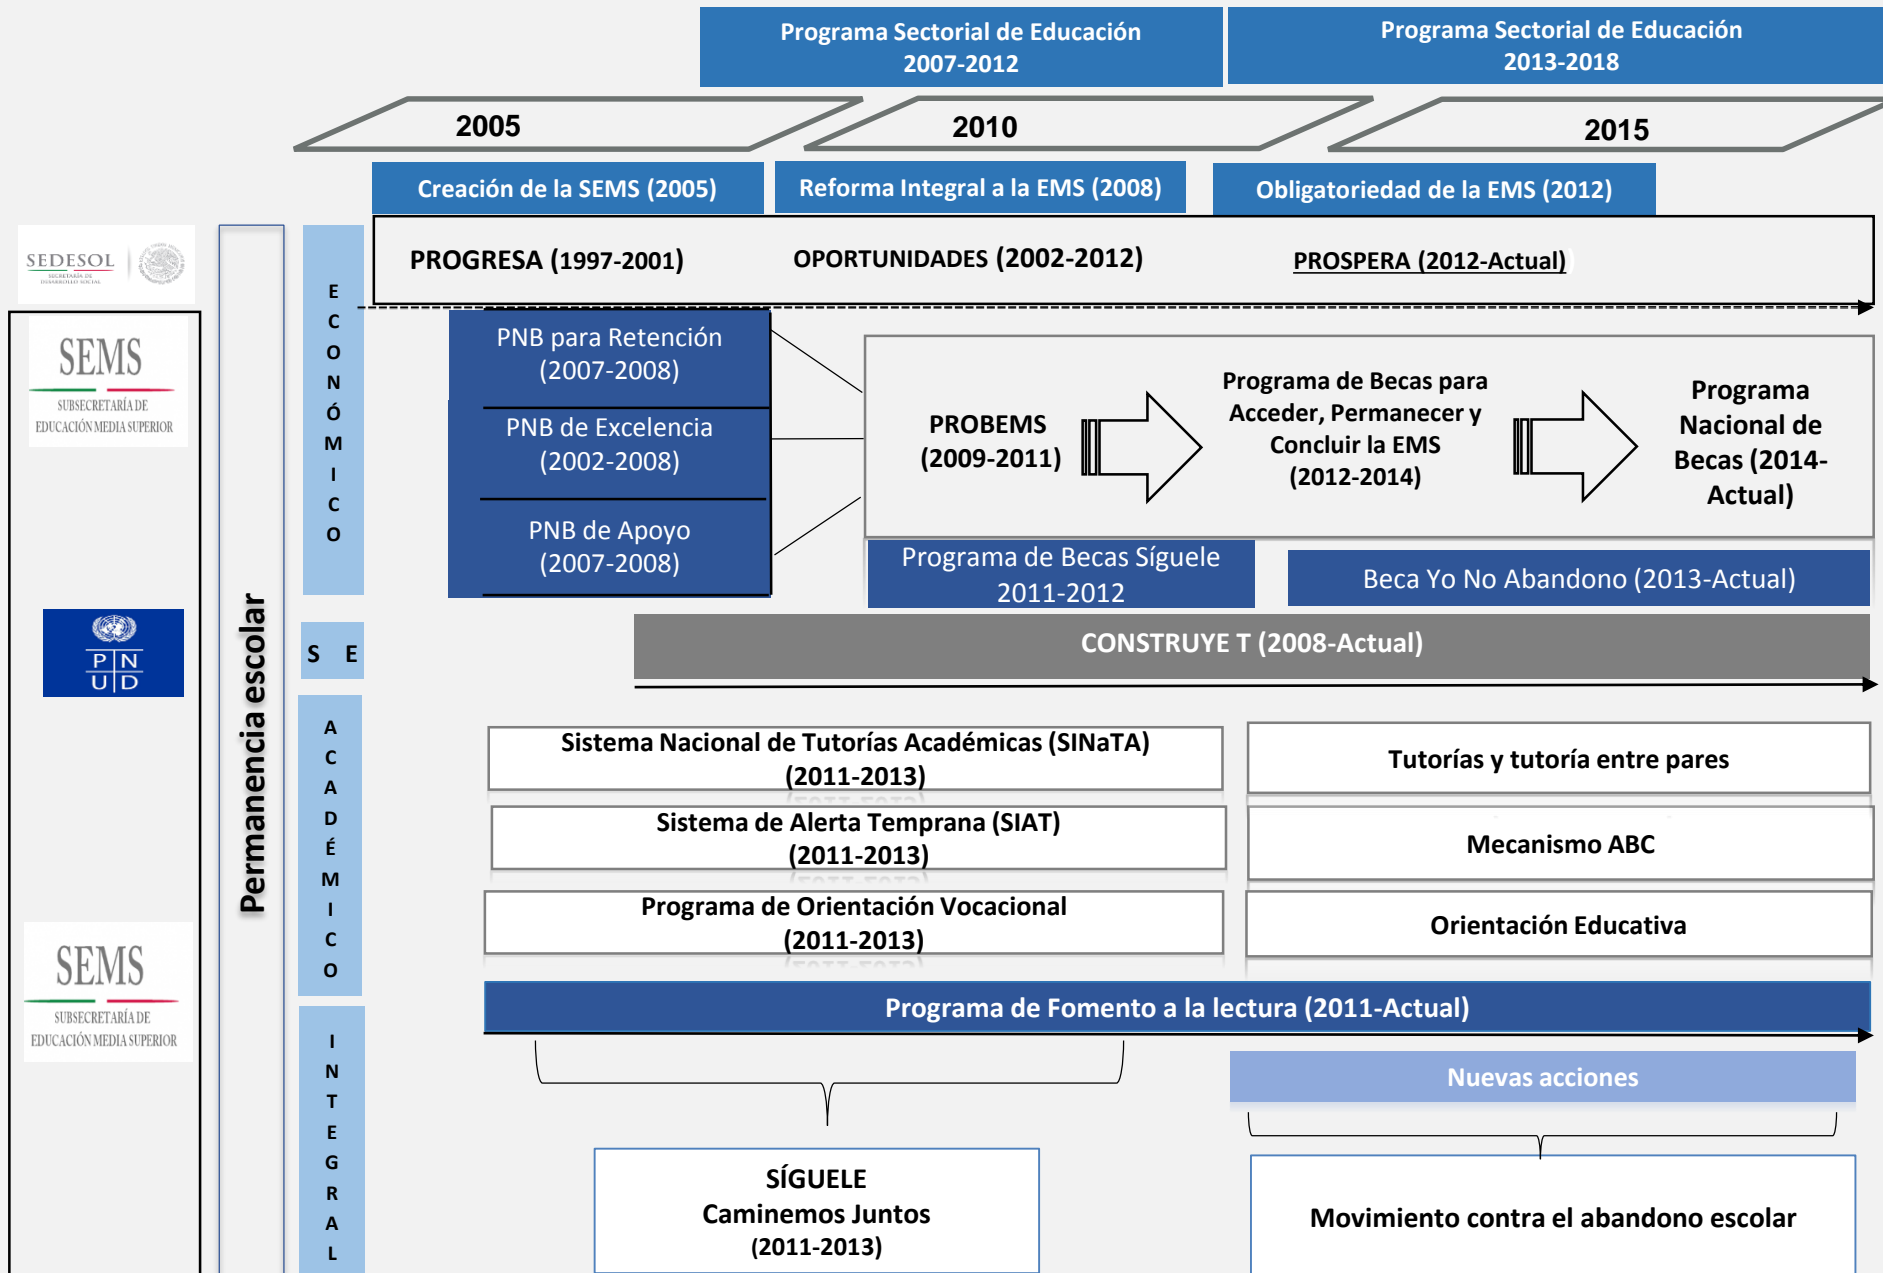 Programa Sectorial de Educación
2007-2012
Programa Sectorial de Educación
2013-2018
2005
2010
2015
Creación de la SEMS (2005)
Reforma Integral a la EMS (2008)
Obligatoriedad de la EMS (2012)
SEDESOL
SECRETARÍA DE
DESARROLLO SOCIAL
SEMS
SUBSECRETARÍA DE
EDUCACIÓN MEDIA SUPERIOR
P N
U D
SEMS
SUBSECRETARÍA DE
EDUCACIÓN MEDIA SUPERIOR
Permanencia escolar
ECONÓMICO
PROGRESA (1997-2001)
OPORTUNIDADES (2002-2012)
PROSPERA (2012-Actual)
PNB para Retención
(2007-2008)
PNB de Excelencia
(2002-2008)
PNB de Apoyo
(2007-2008)
PROBEMS
(2009-2011)
Programa de Becas para
Acceder, Permanecer y
Concluir la EMS
(2012-2014)
Programa
Nacional de
Becas (2014-
Actual)
Programa de Becas Síguele
2011-2012
Beca Yo No Abandono (2013-Actual)
S E
CONSTRUYE T (2008-Actual)
ACADÉMICO
Sistema Nacional de Tutorías Académicas (SINaTA)
(2011-2013)
Tutorías y tutoría entre pares
Sistema de Alerta Temprana (SIAT)
(2011-2013)
Mecanismo ABC
Programa de Orientación Vocacional
(2011-2013)
Orientación Educativa
Programa de Fomento a la lectura (2011-Actual)
INTEGRAL
Nuevas acciones
SÍGUELE
Caminemos Juntos
(2011-2013)
Movimiento contra el abandono escolar